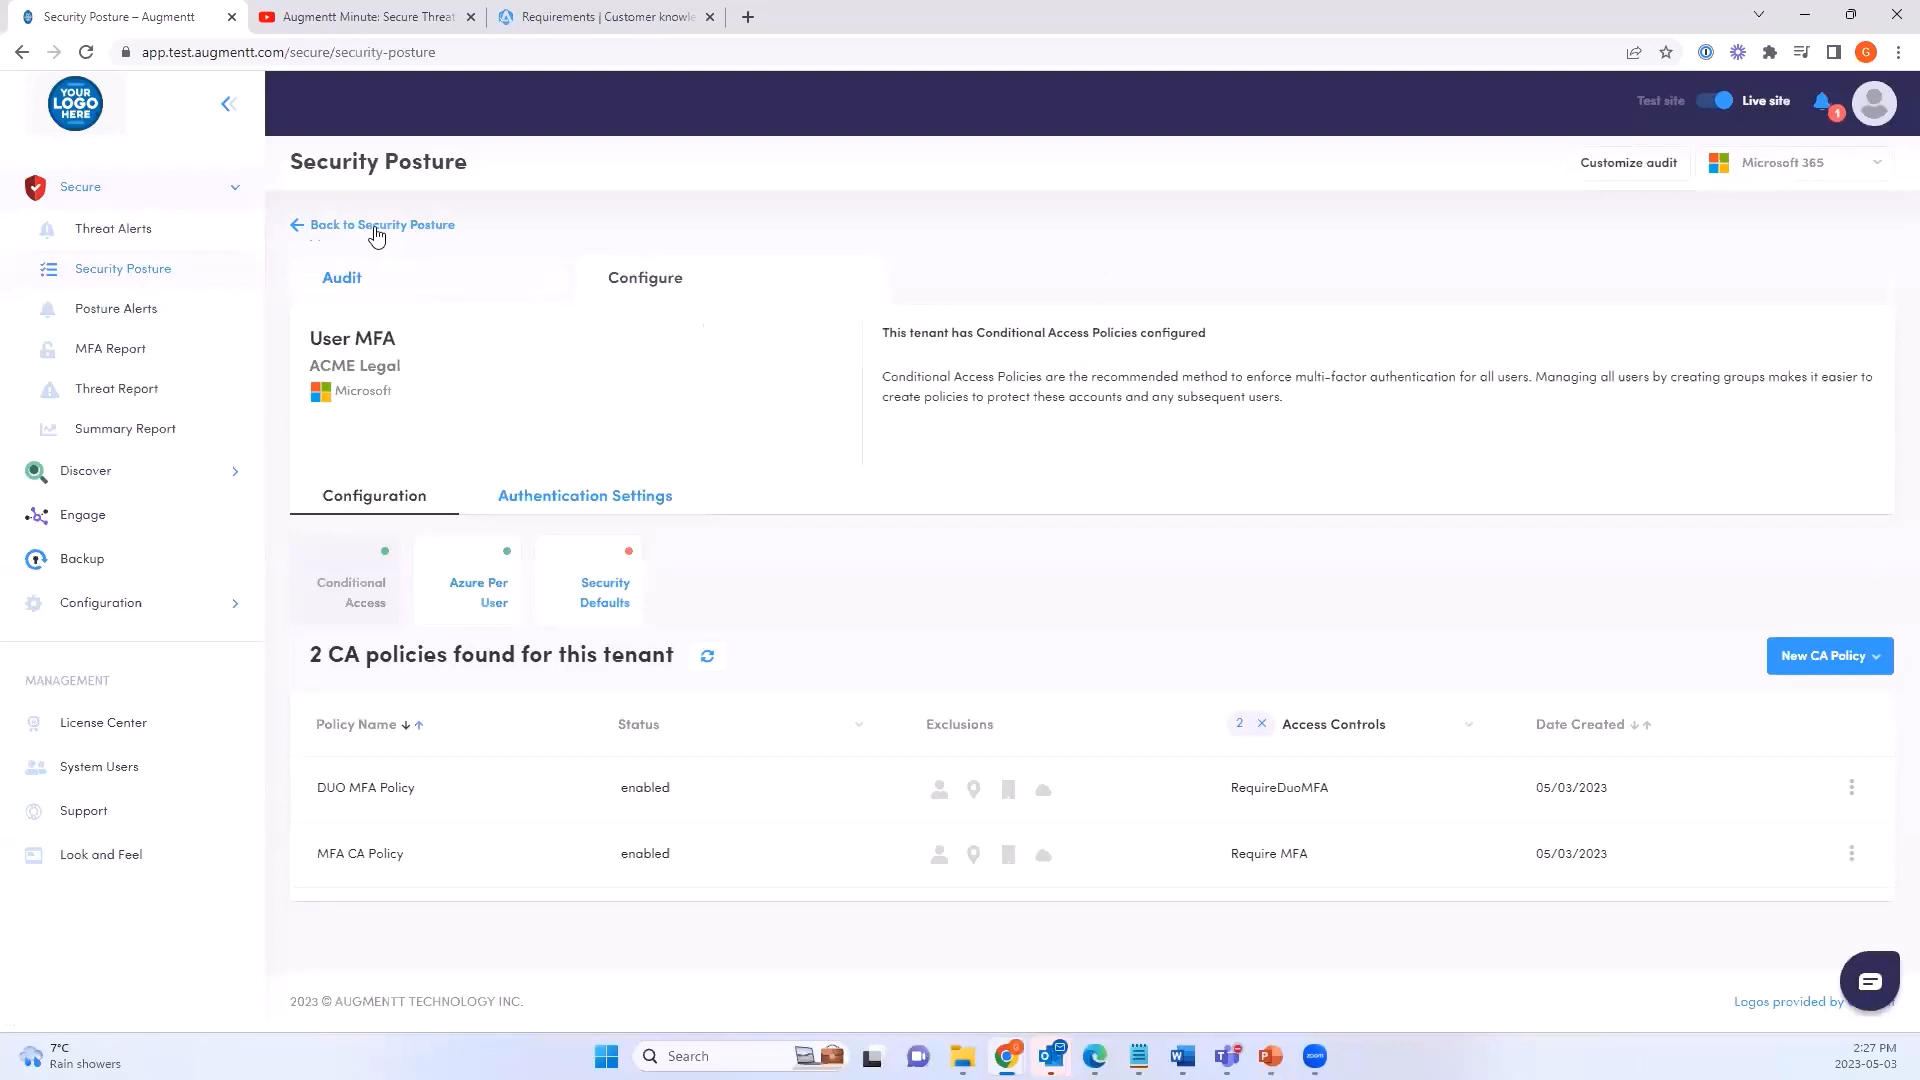 Security Posture – Augmentt
Augmentt Minute: Secure Threat
Requirements | Customer knowle
app.test.augmentt.com/secure/security-posture
G
YOUR
LOGO
HERE
Test site
Live site
1
Security Posture
Customize audit
Microsoft 365
Secure
Threat Alerts
Security Posture
Posture Alerts
MFA Report
Threat Report
Summary Report
Discover
Engage
Backup
Configuration
MANAGEMENT
License Center
System Users
Support
Look and Feel
Back to Security Posture
Audit
Configure
User MFA
ACME Legal
Microsoft
This tenant has Conditional Access Policies configured
Conditional Access Policies are the recommended method to enforce multi-factor authentication for all users. Managing all users by creating groups makes it easier to
create policies to protect these accounts and any subsequent users.
Configuration
Authentication Settings
Conditional
Access
Azure Per
User
Security
Defaults
2 CA policies found for this tenant
New CA Policy
Policy Name
Status
Exclusions
2
Access Controls
Date Created
DUO MFA Policy
enabled
RequireDuoMFA
05/03/2023
MFA CA Policy
enabled
Require MFA
05/03/2023
2023 © AUGMENTT TECHNOLOGY INC.
Logos provided by
7°C
Rain showers
Search
zoom
2:27 PM
2023-05-03